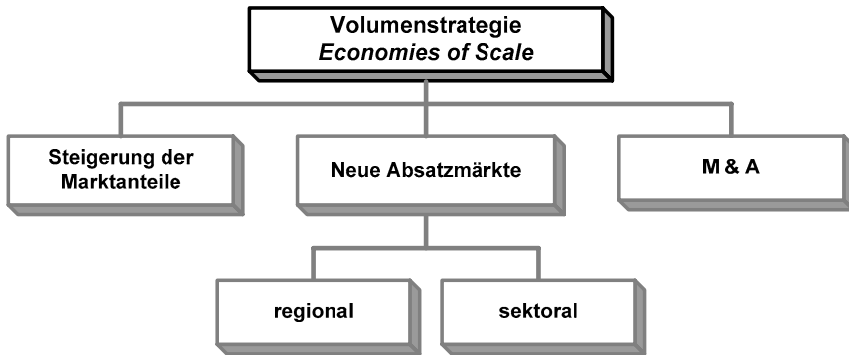 Volumenstrategie
Economies of Scale
Steigerung der
Marktanteile
Neue Absatzmärkte
M & A
regional
sektoral